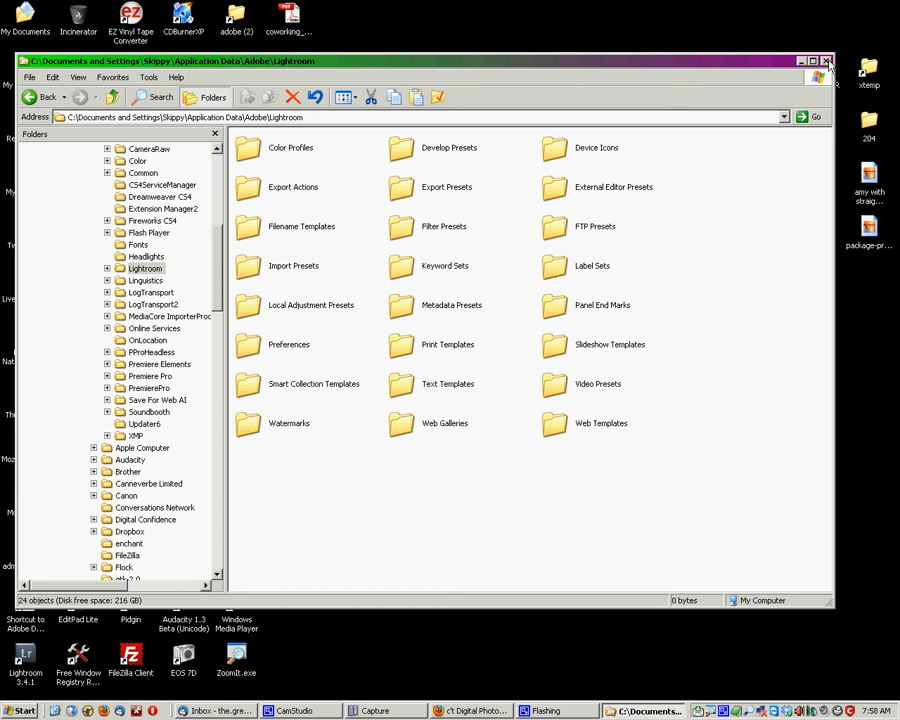 My Documents
Incinerator
EZ Vinyl Tape
Converter
CDBurnerXP
adobe (2)
coworking_...
C:\Documents and Settings\Skippy\Application Data\Adobe\Lightroom
File Edit View Favorites Tools Help
Back Search Folders
Address C:\Documents and Settings\Skippy\Application Data\Adobe\Lightroom Go
Folders
CameraRaw
Color
Common
CS4ServiceManager
Dreamweaver CS4
Extension Manager2
Fireworks CS4
Flash Player
Fonts
Headlights
Lightroom
Linguistics
LogTransport
LogTransport2
MediaCore ImporterProc
Online Services
OnLocation
PProHeadless
Premiere Elements
Premiere Pro
PremierePro
Save For Web AI
Soundbooth
Update6
XMP
Apple Computer
Audacity
Brother
Canneverbe Limited
Canon
Conversations Network
Digital Confidence
Dropbox
enchant
FileZilla
Flock
gtk-2.0
Color Profiles Develop Presets Device Icons
Export Actions Export Presets External Editor Presets
Filename Templates Filter Presets FTP Presets
Import Presets Keyword Sets Label Sets
Local Adjustment Presets Metadata Presets Panel End Marks
Preferences Print Templates Slideshow Templates
Smart Collection Templates Text Templates Video Presets
Watermarks Web Galleries Web Templates
24 objects (Disk free space: 216 GB) 0 bytes My Computer
xtemp
204
amy with
straig...
package-pr...
Shortcut to
Adobe D...
EditPad Lite
Pidgin
Audacity 1.3
Beta (Unicode)
Windows
Media Player
Lightroom
3.4.1
Free Window
Registry R...
FileZilla Client
EOS 7D
ZoomIt.exe
Start Inbox - the.gre... CamStudio Capture c't Digital Photo... Flashing C:\Documents... 7:58 AM